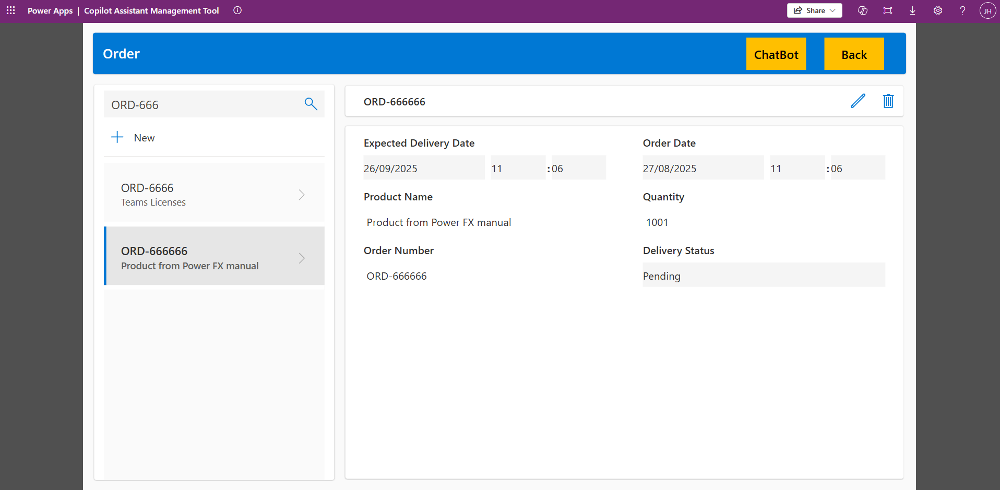 Power Apps | Copilot Assistant Management Tool
Share
JH
Order
ChatBot
Back
ORD-666
New
ORD-6666
Teams Licenses
ORD-666666
Product from Power FX manual
ORD-666666
Expected Delivery Date
26/09/2025 11 : 06
Order Date
27/08/2025 11 : 06
Product Name
Product from Power FX manual
Quantity
1001
Order Number
ORD-666666
Delivery Status
Pending